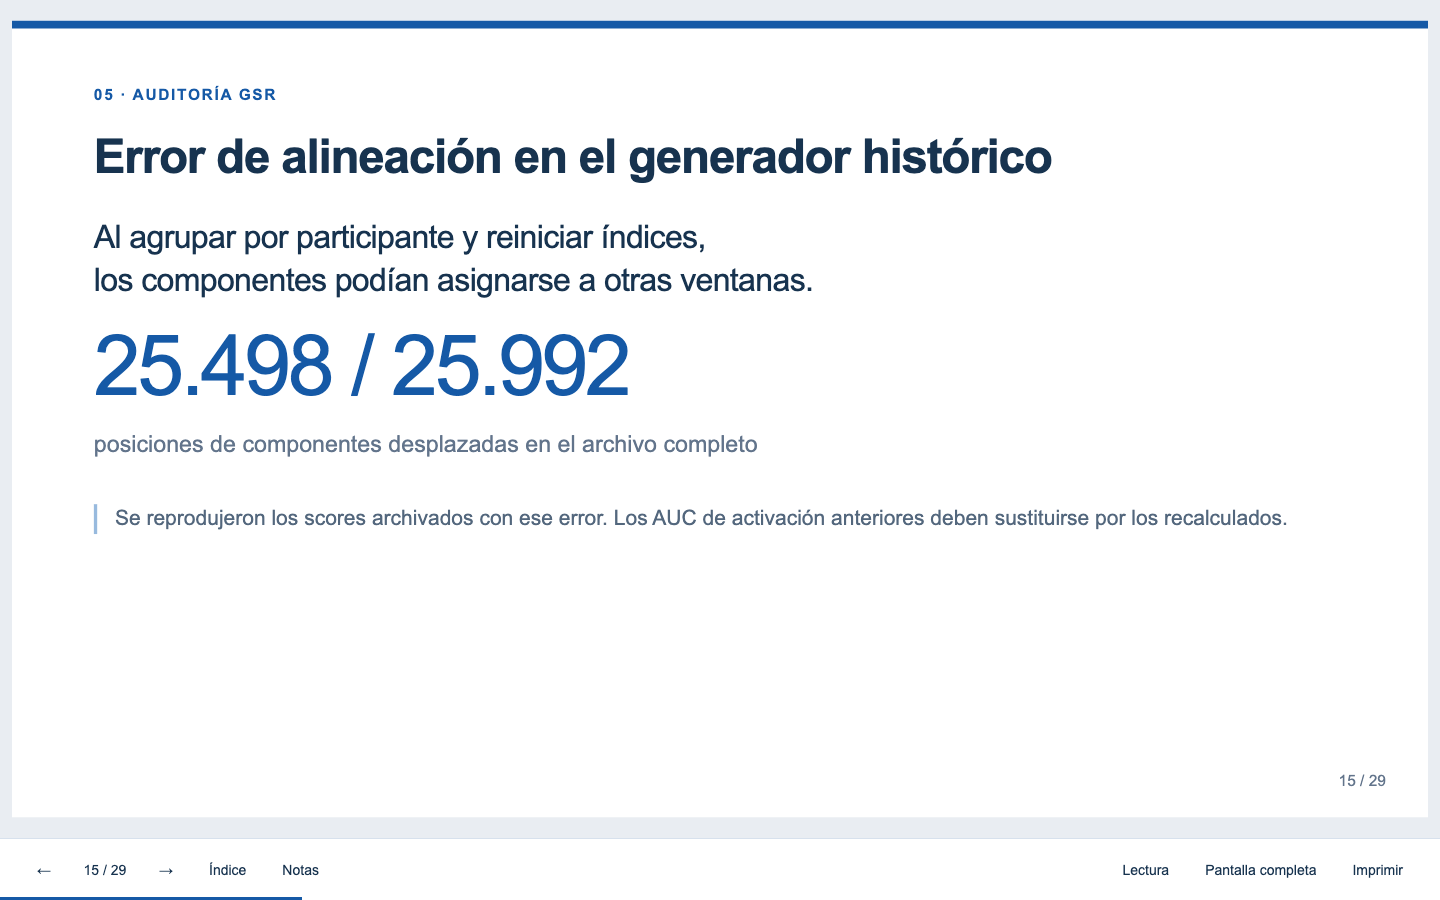 05 · AUDITORÍA GSR
Error de alineación en el generador histórico
Al agrupar por participante y reiniciar índices,
los componentes podían asignarse a otras ventanas.
25.498 / 25.992
posiciones de componentes desplazadas en el archivo completo
Se reprodujeron los scores archivados con ese error. Los AUC de activación anteriores deben sustituirse por los recalculados.
15 / 29
← 15 / 29 → Índice Notas Lectura Pantalla completa Imprimir